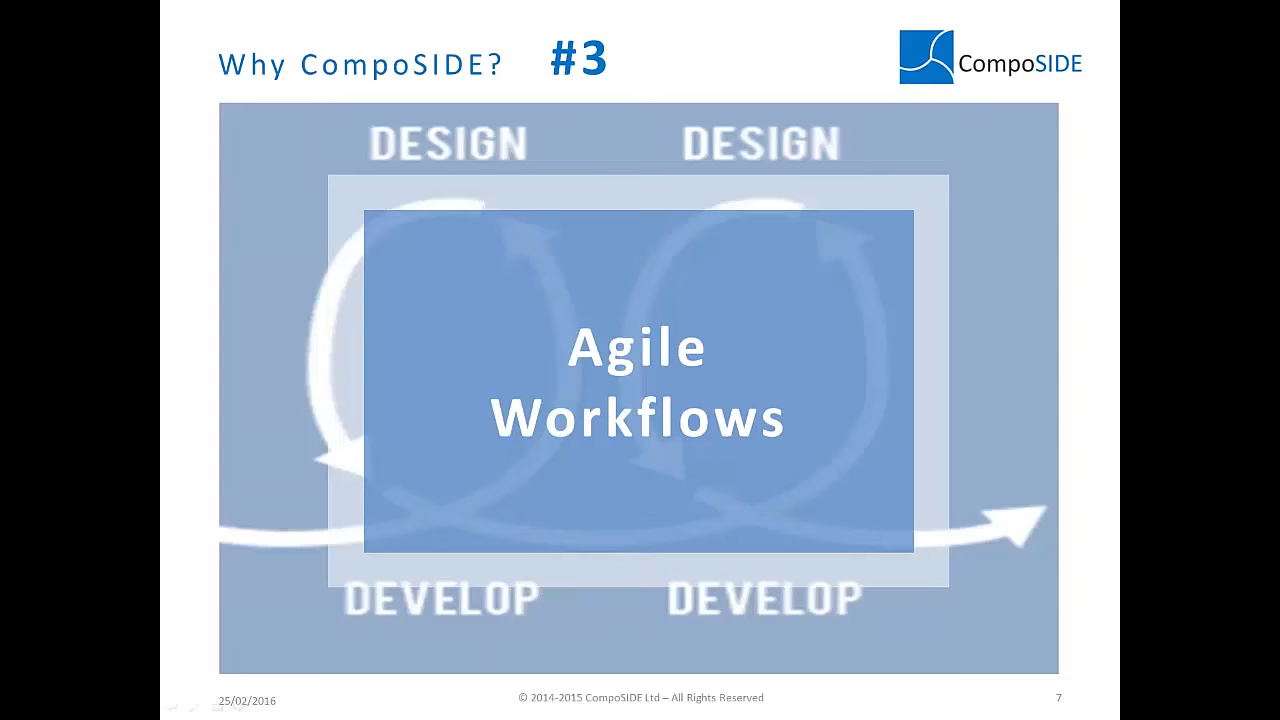 Why CompoSIDE? #3
CompoSIDE
DESIGN DESIGN
Agile
Workflows
DEVELOP DEVELOP
25/02/2016
© 2014-2015 CompoSIDE Ltd – All Rights Reserved
7